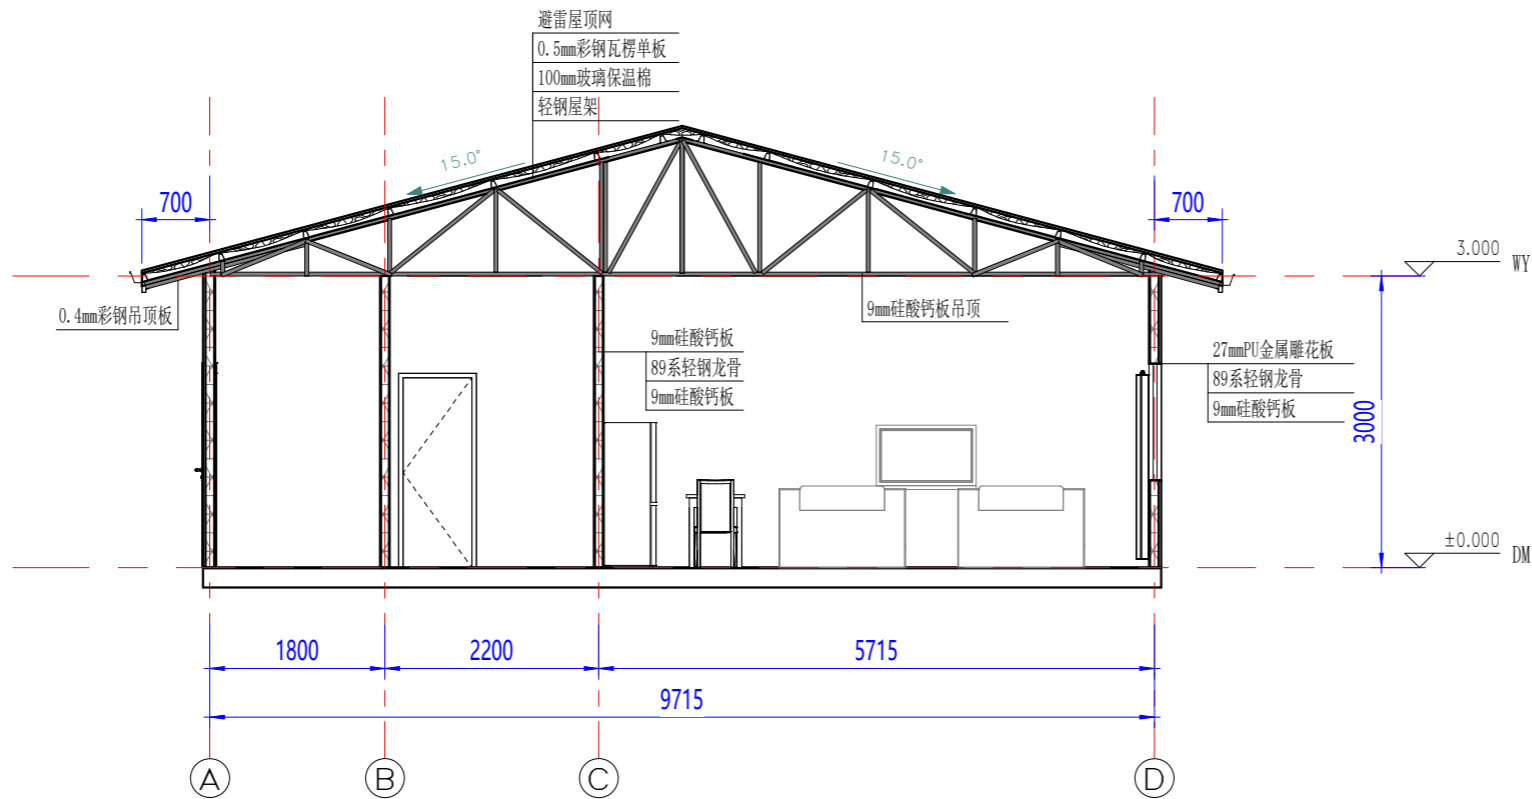 避雷屋顶网
0.5mm彩钢瓦楞单板
100mm玻璃保温棉
轻钢屋架
15.0°
15.0°
700
700
3.000
WY
0.4mm彩钢吊顶板
9mm硅酸钙板吊顶
9mm硅酸钙板
89系轻钢龙骨
9mm硅酸钙板
27mmPU金属雕花板
89系轻钢龙骨
9mm硅酸钙板
3000
±0.000
DM
1800
2200
5715
9715
A
B
C
D